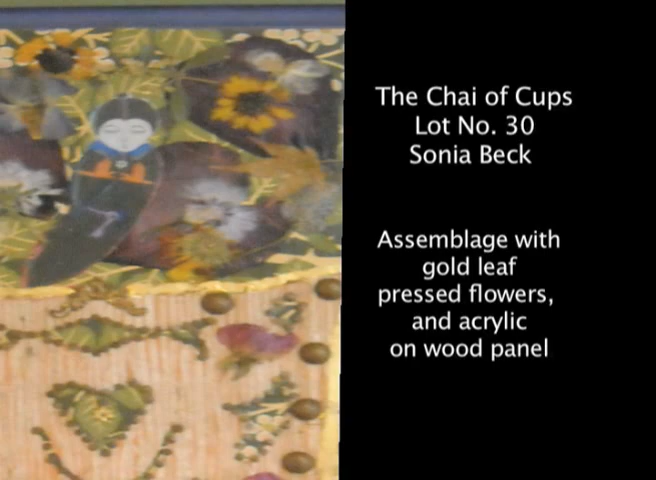 The Chai of Cups
Lot No. 30
Sonia Beck
Assemblage with
gold leaf
pressed flowers,
and acrylic
on wood panel